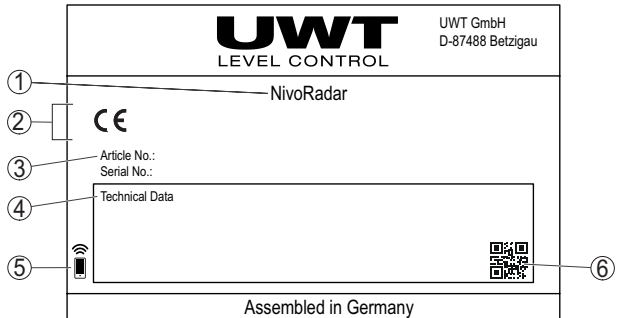 UWT
LEVEL CONTROL
UWT GmbH
D-87488 Betzigau
1
NivoRadar
2
CE
3
Article No.:
Serial No.:
4
Technical Data
5
6
Assembled in Germany